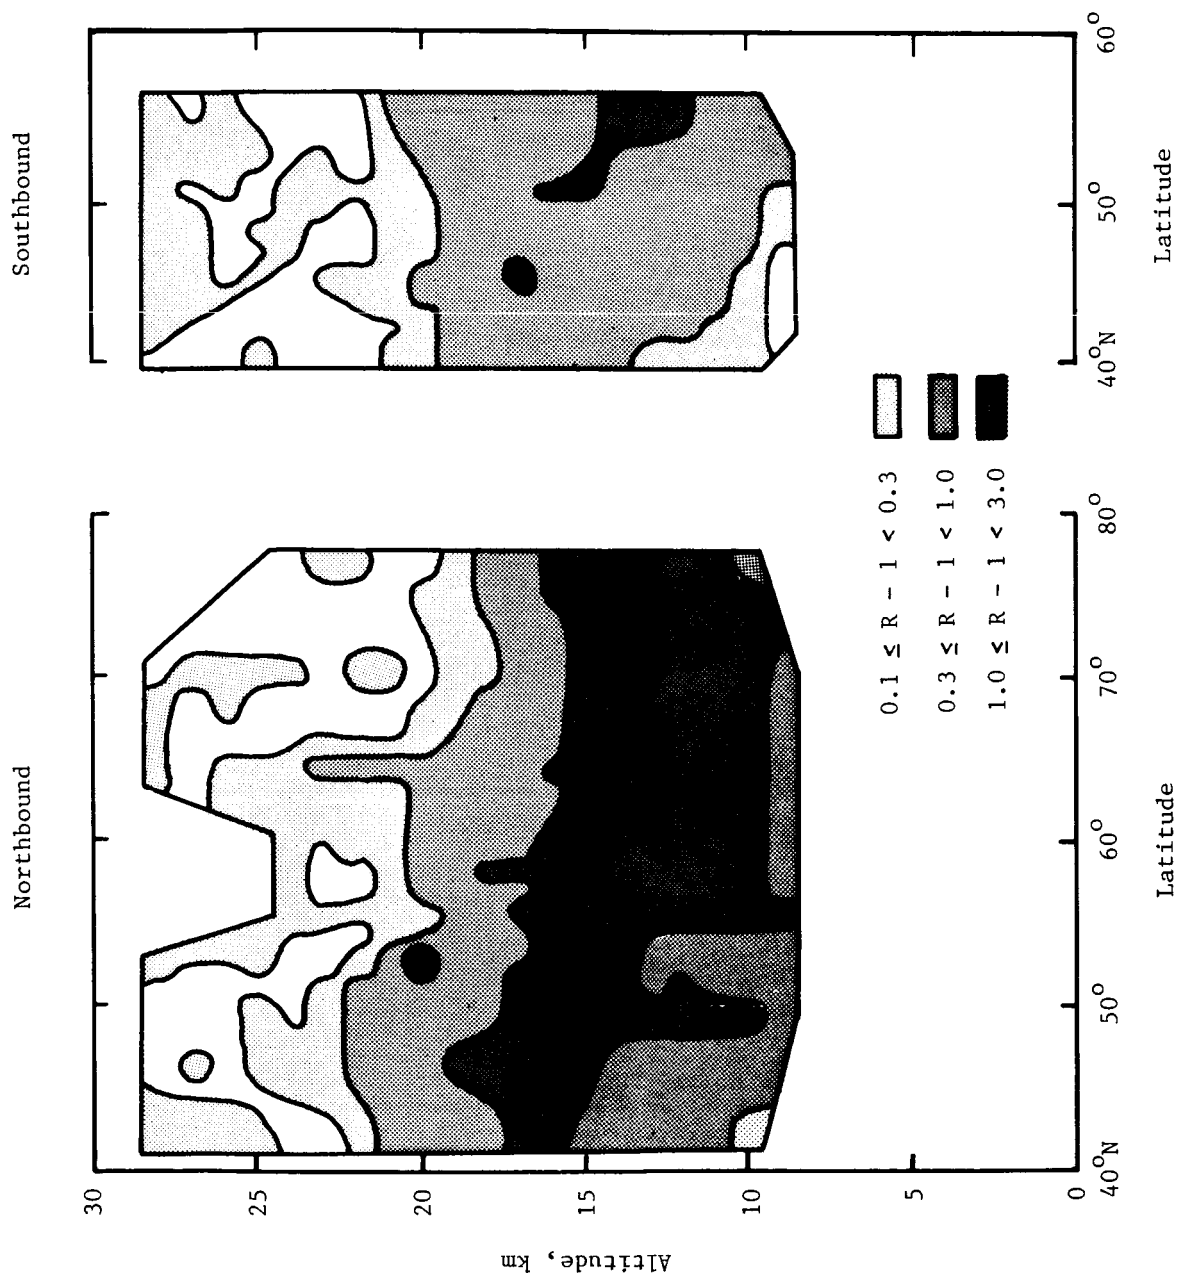 Northbound
Southbound
Altitude, km
30
25
20
15
10
5
0
40°N
50°
60°
70°
80°
Latitude
40°N
50°
60°
Latitude
0.1 ≤ R - 1 < 0.3
0.3 ≤ R - 1 < 1.0
1.0 ≤ R - 1 < 3.0